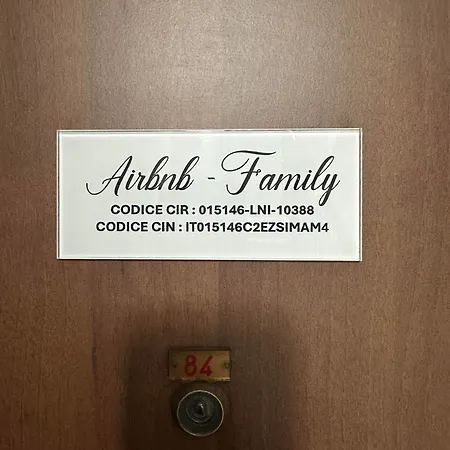 Airbnb - Family
CODICE CIR : 015146-LNI-10388
CODICE CIN : IT015146C2EZSIMAM4
84